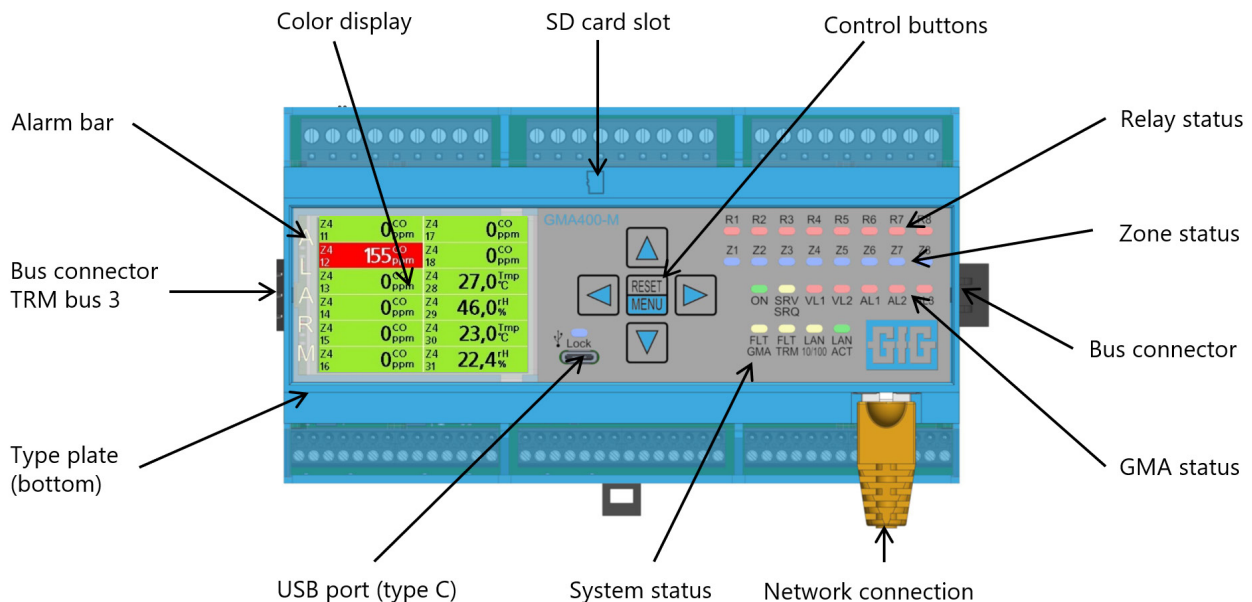 Color display
SD card slot
Control buttons
Alarm bar
Relay status
Zone status
Bus connector
TRM bus 3
Bus connector
Type plate
(bottom)
GMA status
USB port (type C)
System status
Network connection
ALARM
Z4 11 0 CO ppm
Z4 17 0 CO ppm
Z4 12 155 CO ppm
Z4 18 0 CO ppm
Z4 13 0 CO ppm
Z4 28 27,0 Tmp °C
Z4 14 0 CO ppm
Z4 29 46,0 rH %
Z4 15 0 CO ppm
Z4 30 23,0 Tmp °C
Z4 16 0 CO ppm
Z4 31 22,4 rH %
GMA400-M
RESET
MENU
Lock
R1 R2 R3 R4 R5 R6 R7 R8
Z1 Z2 Z3 Z4 Z5 Z6 Z7 Z8
ON SRV VL1 VL2 AL1 AL2 AL3
SRQ
FLT FLT LAN LAN
GMA TRM 10/100 ACT
GfG